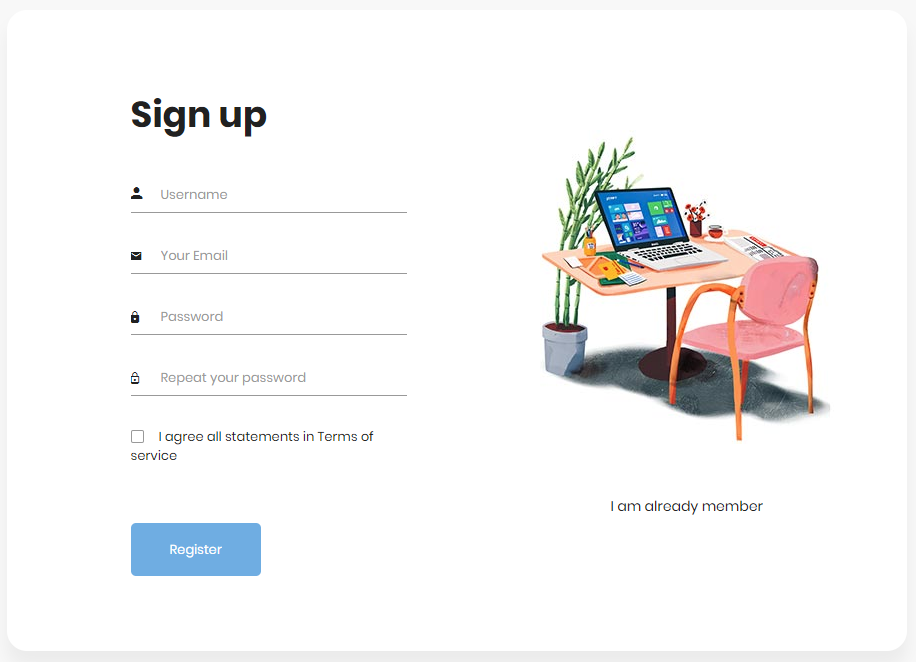 Sign up
Username
Your Email
Password
Repeat your password
I agree all statements in Terms of
service
Register
I am already member